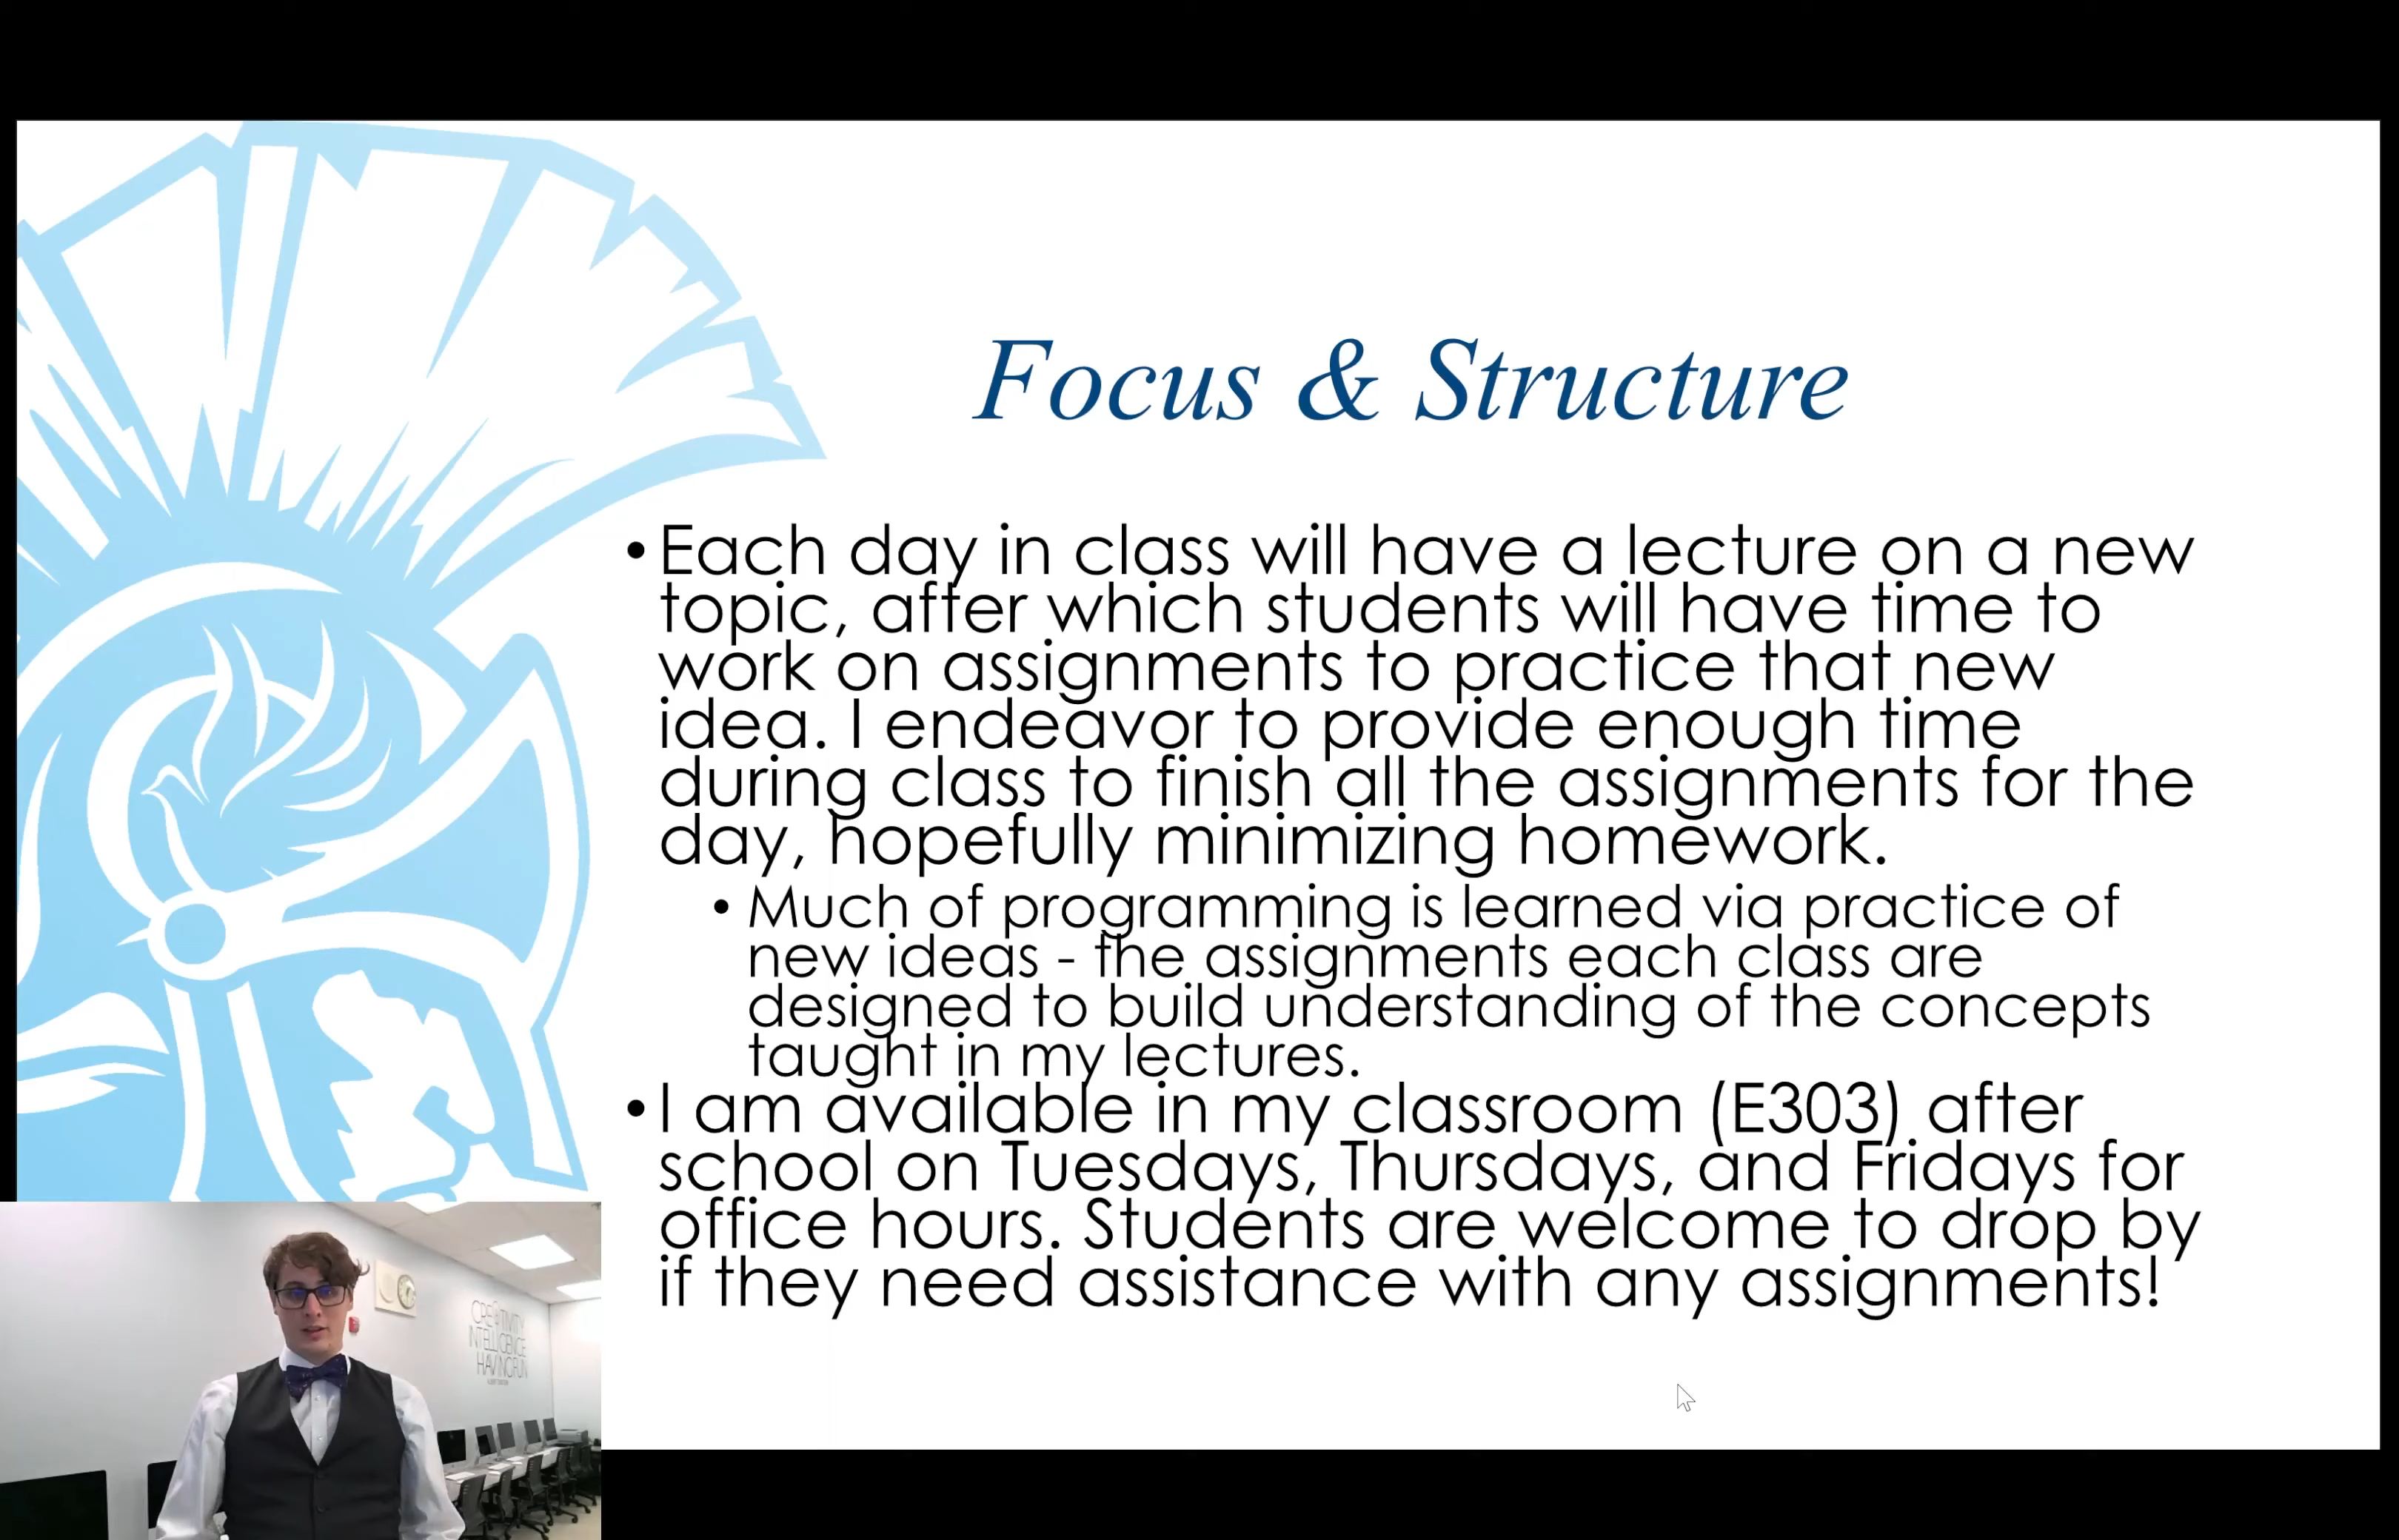 Focus & Structure
• Each day in class will have a lecture on a new
topic, after which students will have time to
work on assignments to practice that new
idea. I endeavor to provide enough time
during class to finish all the assignments for the
day, hopefully minimizing homework.
• Much of programming is learned via practice of
new ideas - the assignments each class are
designed to build understanding of the concepts
taught in my lectures.
• I am available in my classroom (E303) after
school on Tuesdays, Thursdays, and Fridays for
office hours. Students are welcome to drop by
if they need assistance with any assignments!
CREATIVITY
INTELLIGENCE
HAVING FUN